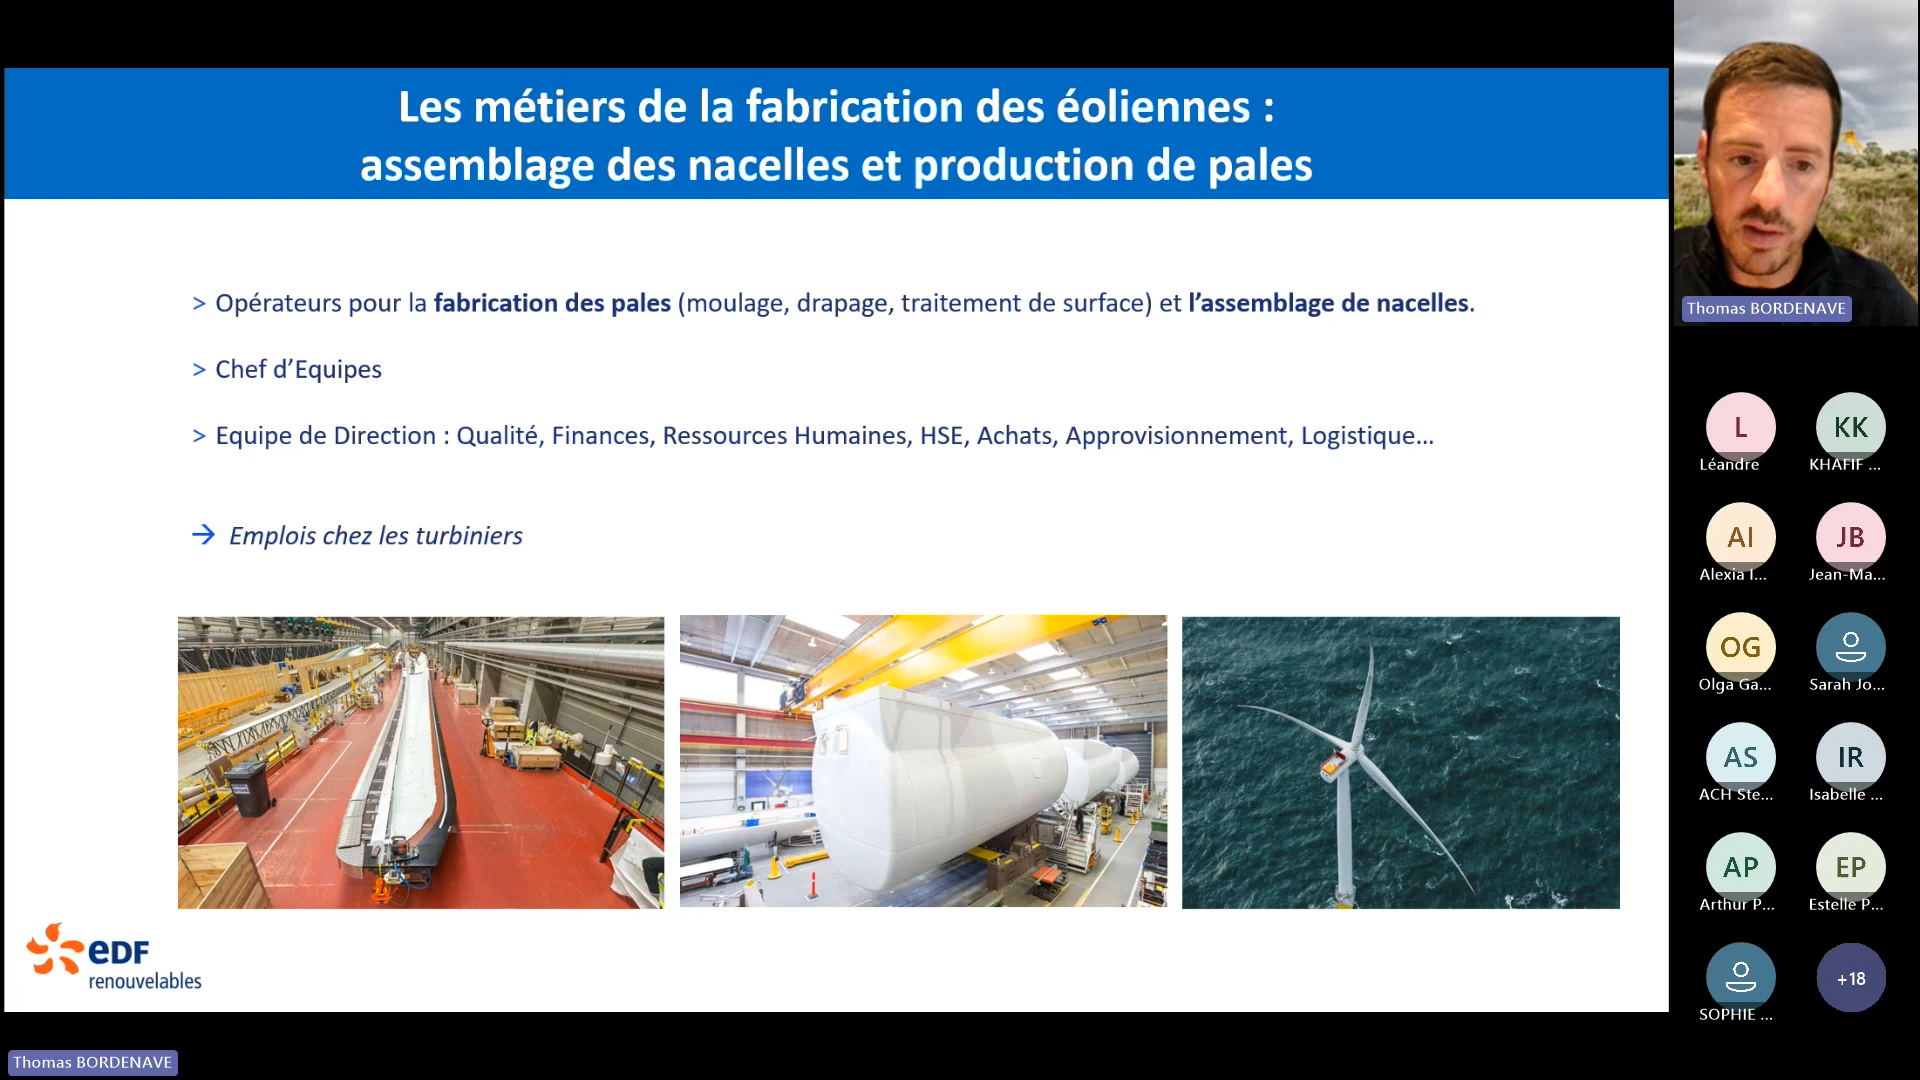 Les métiers de la fabrication des éoliennes :
assemblage des nacelles et production de pales
> Opérateurs pour la fabrication des pales (moulage, drapage, traitement de surface) et l’assemblage de nacelles.
> Chef d’Equipes
> Equipe de Direction : Qualité, Finances, Ressources Humaines, HSE, Achats, Approvisionnement, Logistique...
→ Emplois chez les turbiniers
eDF
renouvelables
Thomas BORDENAVE
Thomas BORDENAVE
L
Léandre
KK
KHAFIF ...
AI
Alexia I...
JB
Jean-Ma...
OG
Olga Ga...
Sarah Jo...
AS
ACH Ste...
IR
Isabelle ...
AP
Arthur P...
EP
Estelle P...
SOPHIE ...
+18